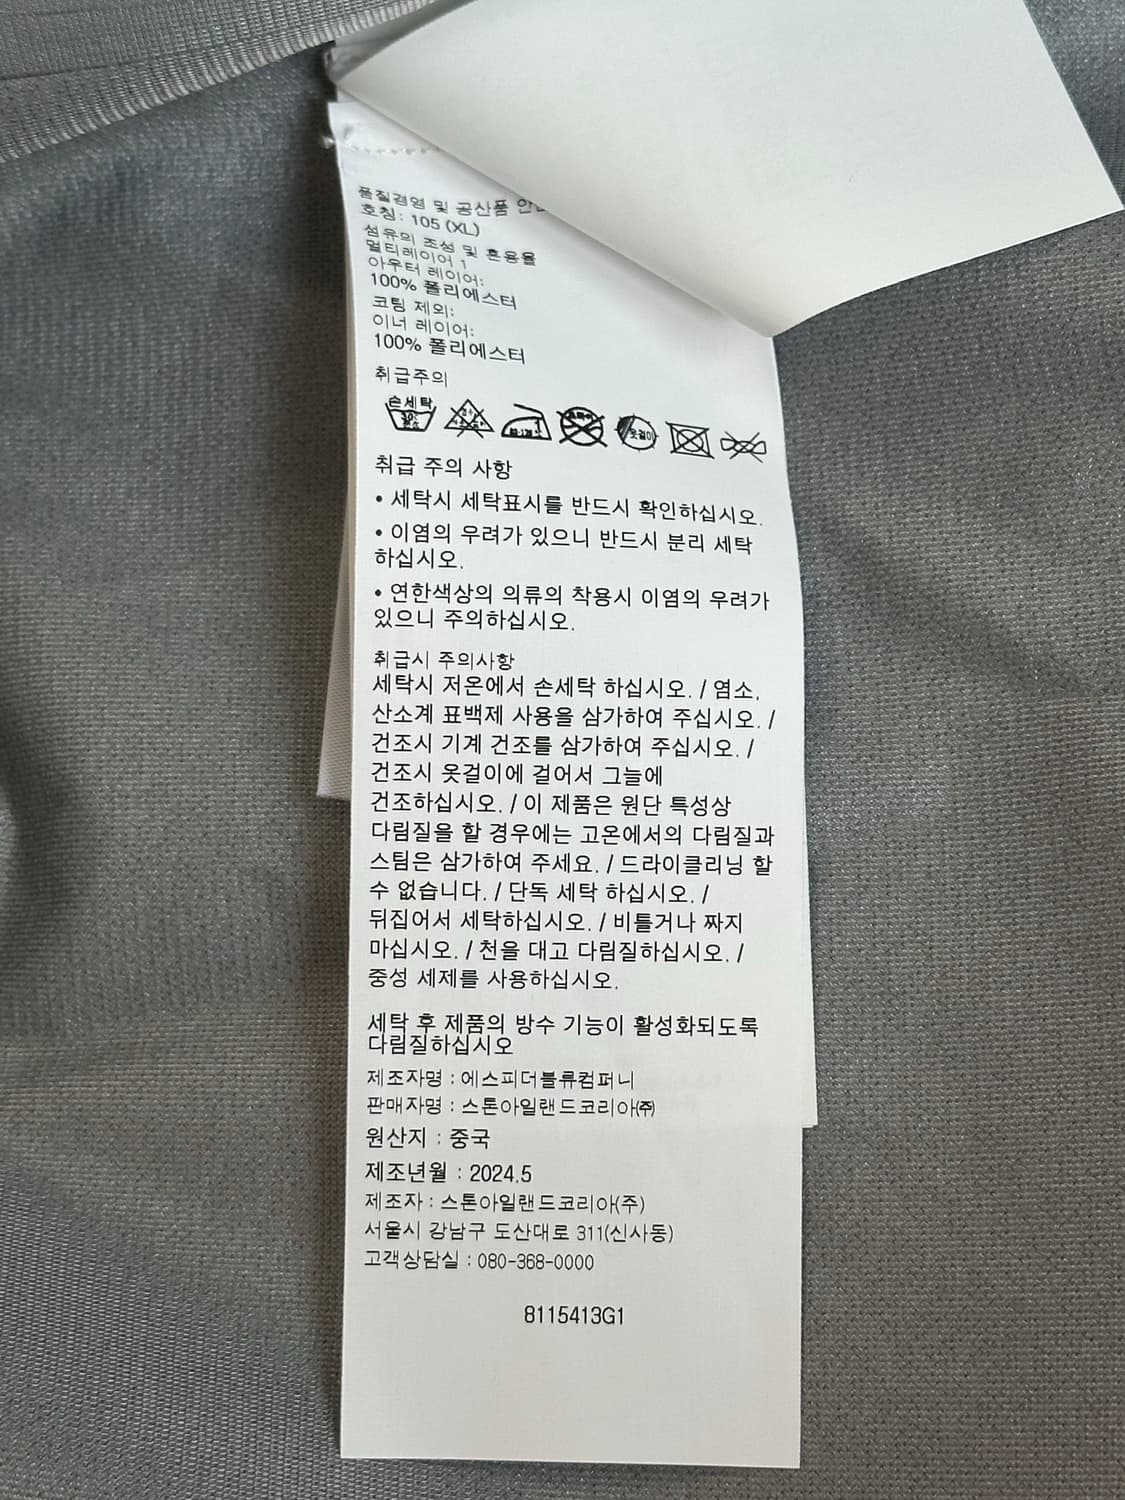 품질경영 및 공산품
호칭: 105 (XL)
섬유의 조성 및 혼용율
멀티레이어 1
아우터 레이어:
100% 폴리에스터
코팅 제외:
이너 레이어:
100% 폴리에스터
취급주의
손세탁
30℃
옷걸이
취급 주의 사항
• 세탁시 세탁표시를 반드시 확인하십시오.
• 이염의 우려가 있으니 반드시 분리 세탁
하십시오.
• 연한색상의 의류의 착용시 이염의 우려가
있으니 주의하십시오.
취급시 주의사항
세탁시 저온에서 손세탁 하십시오. / 염소,
산소계 표백제 사용을 삼가하여 주십시오. /
건조시 기계 건조를 삼가하여 주십시오. /
건조시 옷걸이에 걸어서 그늘에
건조하십시오. / 이 제품은 원단 특성상
다림질을 할 경우에는 고온에서의 다림질과
스팀은 삼가하여 주세요. / 드라이클리닝 할
수 없습니다. / 단독 세탁 하십시오. /
뒤집어서 세탁하십시오. / 비틀거나 짜지
마십시오. / 천을 대고 다림질하십시오. /
중성 세제를 사용하십시오.
세탁 후 제품의 방수 기능이 활성화되도록
다림질하십시오
제조자명 : 에스피더블류컴퍼니
판매자명 : 스톤아일랜드코리아㈜
원산지 : 중국
제조년월 : 2024.5
제조자 : 스톤아일랜드코리아(주)
서울시 강남구 도산대로 311(신사동)
고객상담실 : 080-368-0000
8115413G1